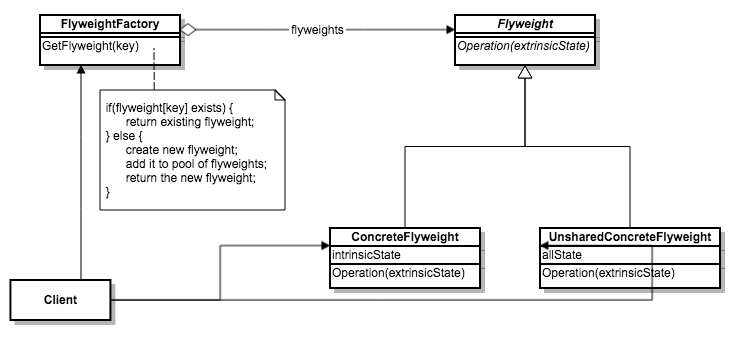 FlyweightFactory
GetFlyweight(key)
flyweights
Flyweight
Operation(extrinsicState)
if(flyweight[key] exists) {
return existing flyweight;
} else {
create new flyweight;
add it to pool of flyweights;
return the new flyweight;
}
ConcreteFlyweight
intrinsicState
Operation(extrinsicState)
UnsharedConcreteFlyweight
allState
Operation(extrinsicState)
Client